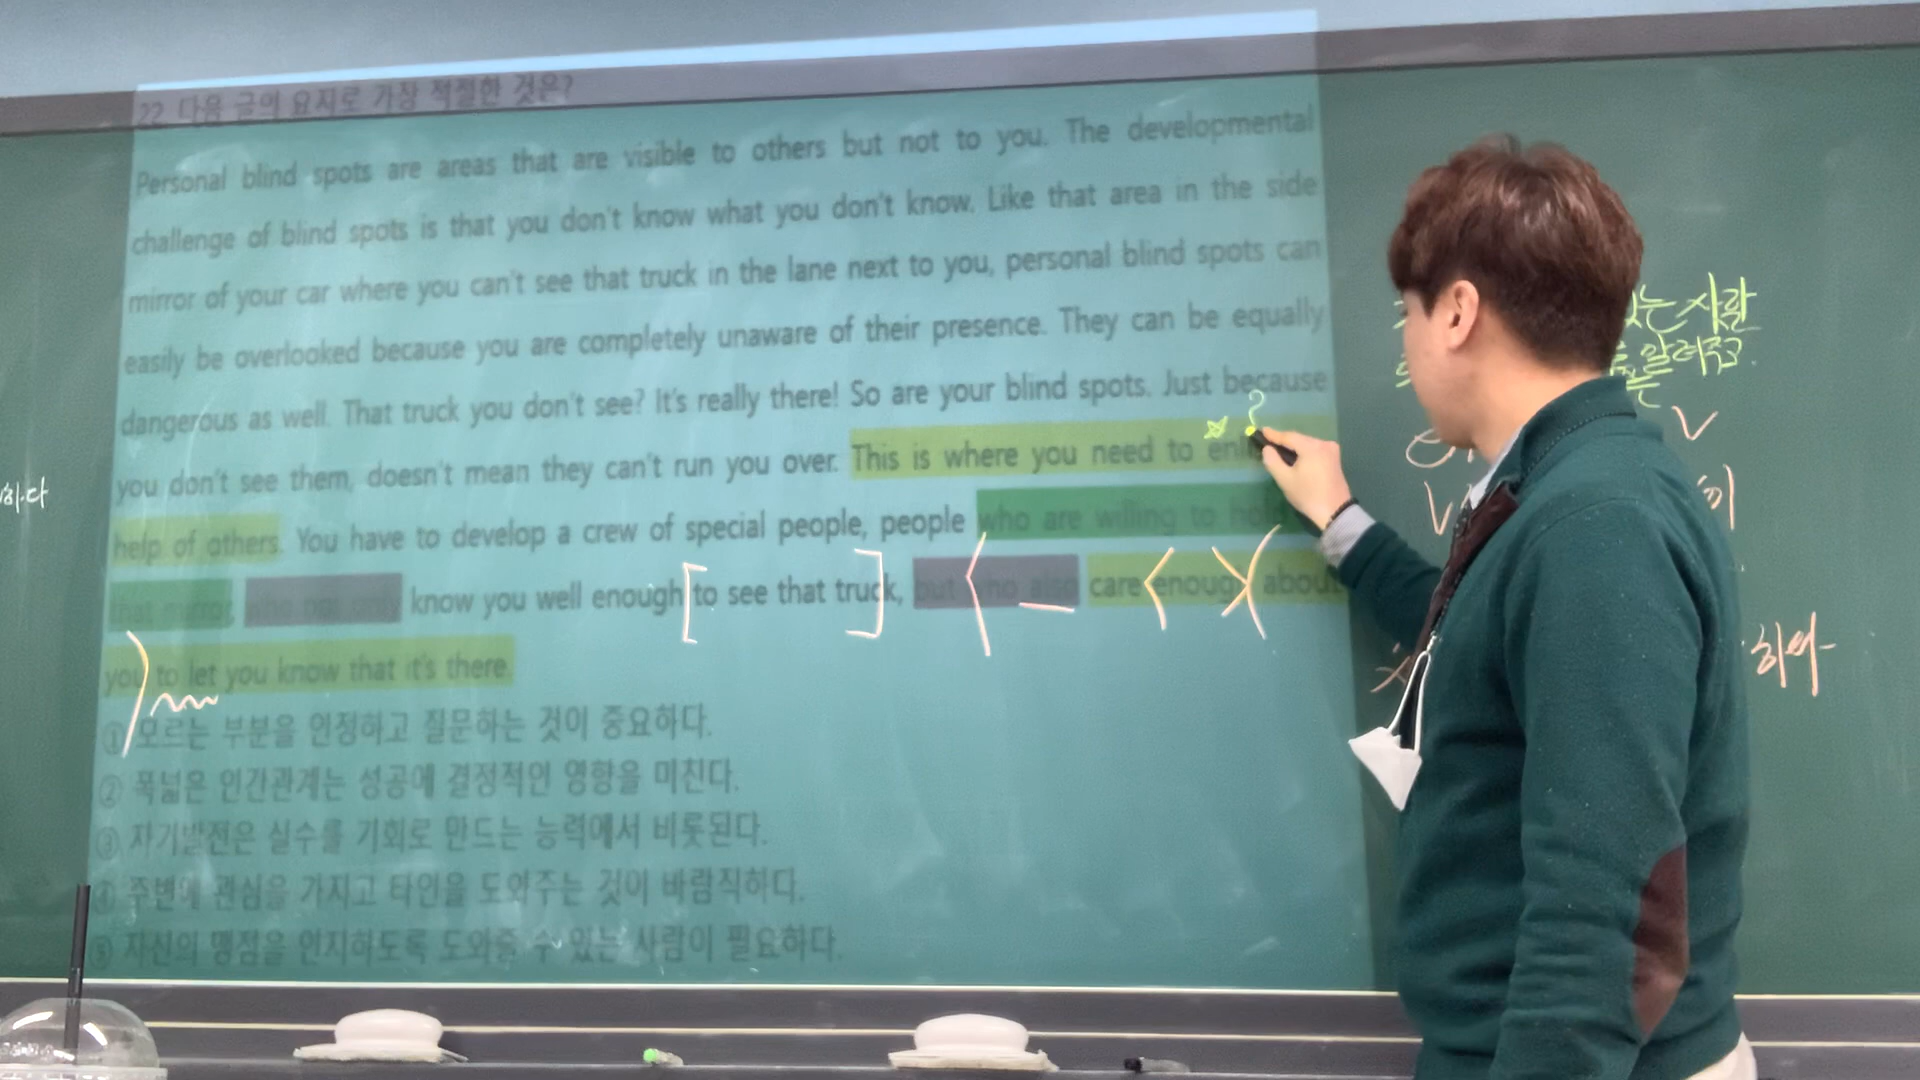 22. 다음 글의 요지로 가장 적절한 것은?
Personal blind spots are areas that are visible to others but not to you. The developmental
challenge of blind spots is that you don't know what you don't know. Like that area in the side
mirror of your car where you can't see that truck in the lane next to you, personal blind spots can
easily be overlooked because you are completely unaware of their presence. They can be equally
dangerous as well. That truck you don't see? It's really there! So are your blind spots. Just because
you don't see them, doesn't mean they can't run you over. This is where you need to
help of others. You have to develop a crew of special people, people who are willing to
that mirror, who not only know you well enough to see that truck, but who also care enough about
you to let you know that it's there.
① 모르는 부분을 인정하고 질문하는 것이 중요하다.
② 폭넓은 인간관계는 성공에 결정적인 영향을 미친다.
③ 자기발전은 실수를 기회로 만드는 능력에서 비롯된다.
④ 주변에 관심을 가지고 타인을 도와주는 것이 바람직하다.
⑤ 자신의 맹점을 인지하도록 도와줄 수 있는 사람이 필요하다.
?
하다
있는 사람
알려주고
V
V